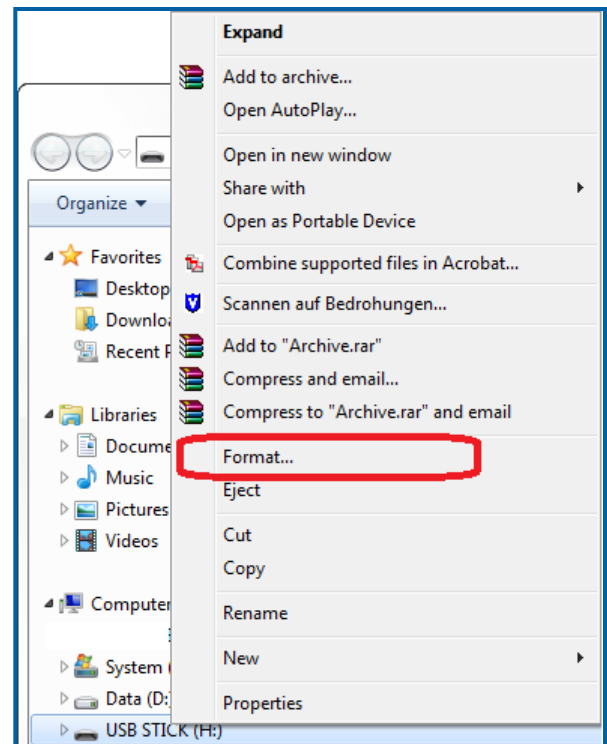 Expand
Add to archive...
Open AutoPlay...
Open in new window
Share with
Open as Portable Device
Combine supported files in Acrobat...
Scannen auf Bedrohungen...
Add to "Archive.rar"
Compress and email...
Compress to "Archive.rar" and email
Format...
Eject
Cut
Copy
Rename
New
Properties
Organize
Favorites
Desktop
Downloa
Recent P
Libraries
Docume
Music
Pictures
Videos
Computer
System (
Data (D:
USB STICK (H:)